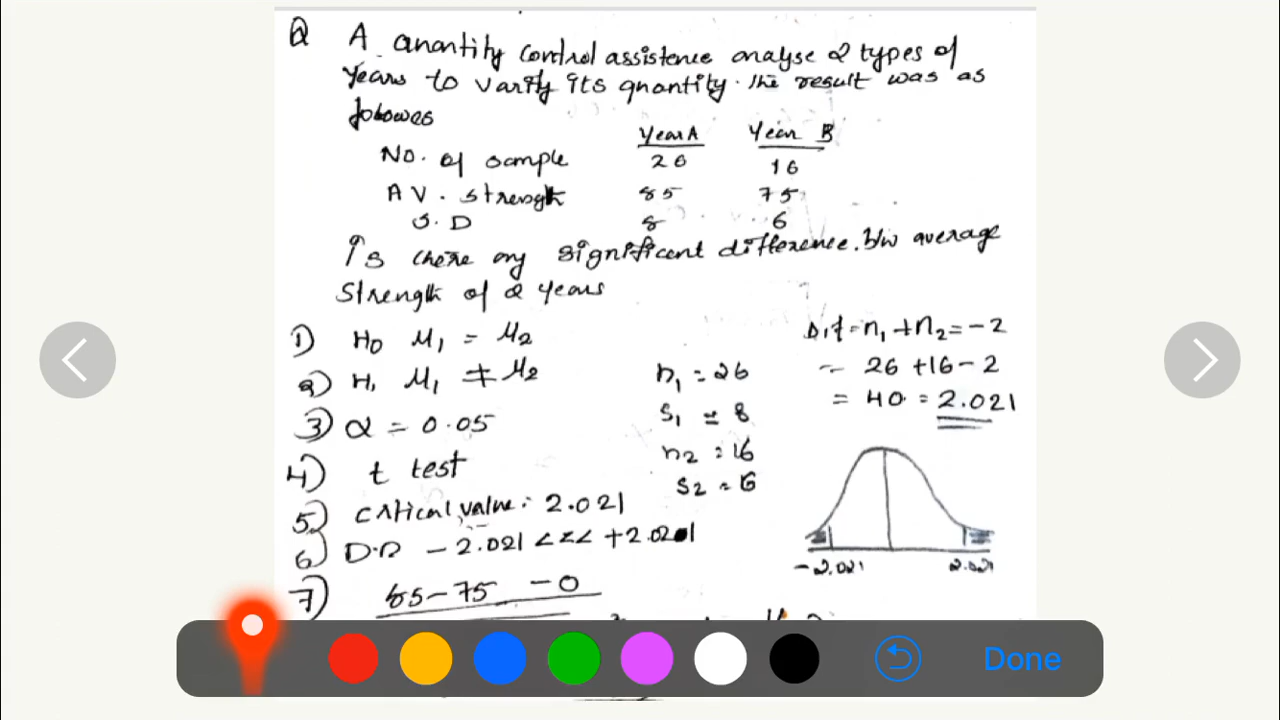 Q A quantity control assistence analyse 2 types of
Years to varify its quantity. The result was as
followes
Year A Year B
No. of sample 26 16
AV. strength 85 75
S.D 8 6
Is there any significant difference. b/w average
Strength of 2 years
1) H0 μ1 = μ2
2) H1 μ1 ≠ μ2
3) α = 0.05
4) t test
5) Critical value: 2.021
6) D.R -2.021 <z< +2.021
7) 85-75 -0
n1 = 26
S1 = 8
n2 = 16
S2 = 6
D.f = n1 + n2 = -2
= 26 +16-2
= 40 = 2.021
-2.021 2.021
Done